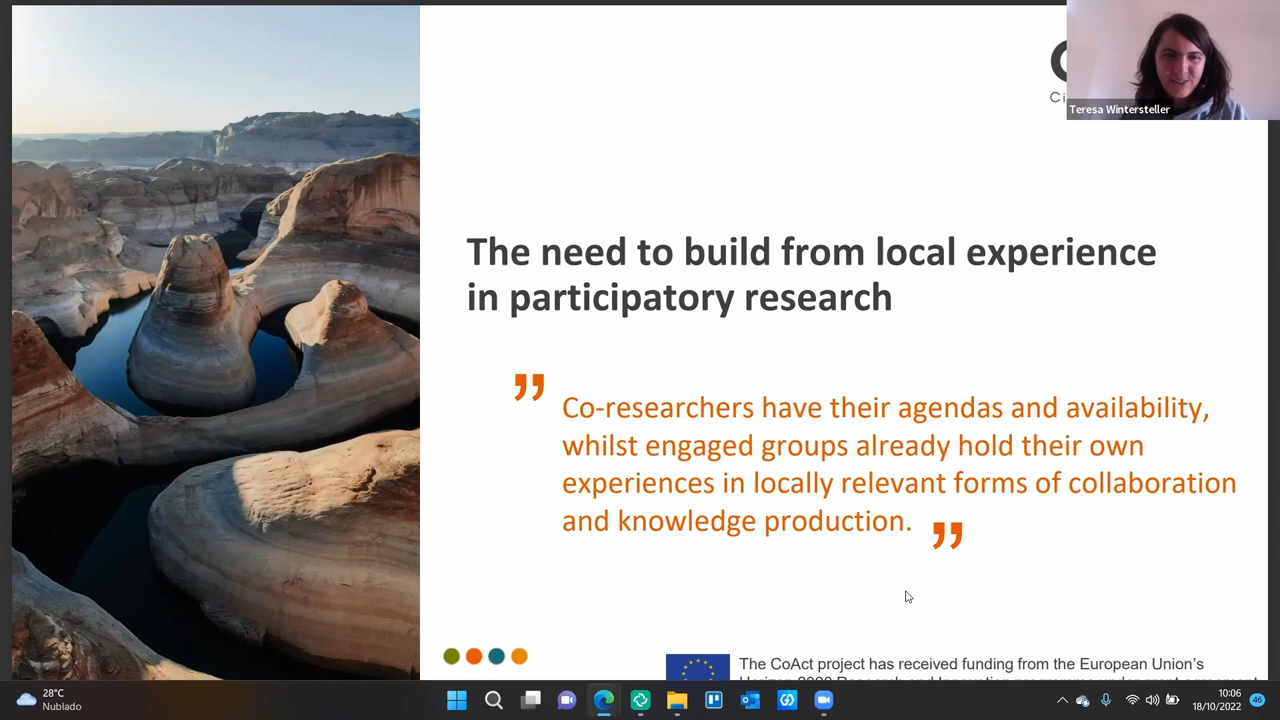 Ci
Teresa Wintersteller
The need to build from local experience
in participatory research
”
Co-researchers have their agendas and availability,
whilst engaged groups already hold their own
experiences in locally relevant forms of collaboration
and knowledge production.
”
The CoAct project has received funding from the European Union's
28°C
Nublado
10:06
18/10/2022
46